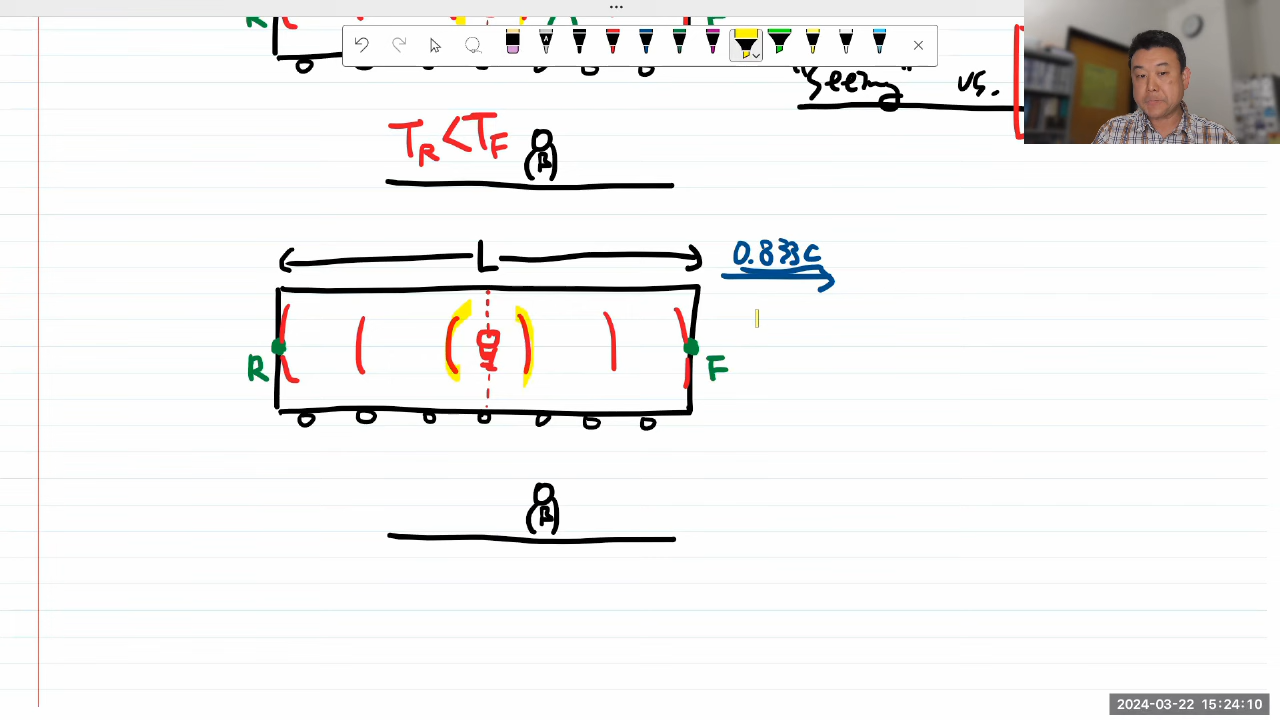 R
F
"Seeing" vs.
T_R < T_F
B
L
0.833c
R
F
B
2024-03-22 15:24:10